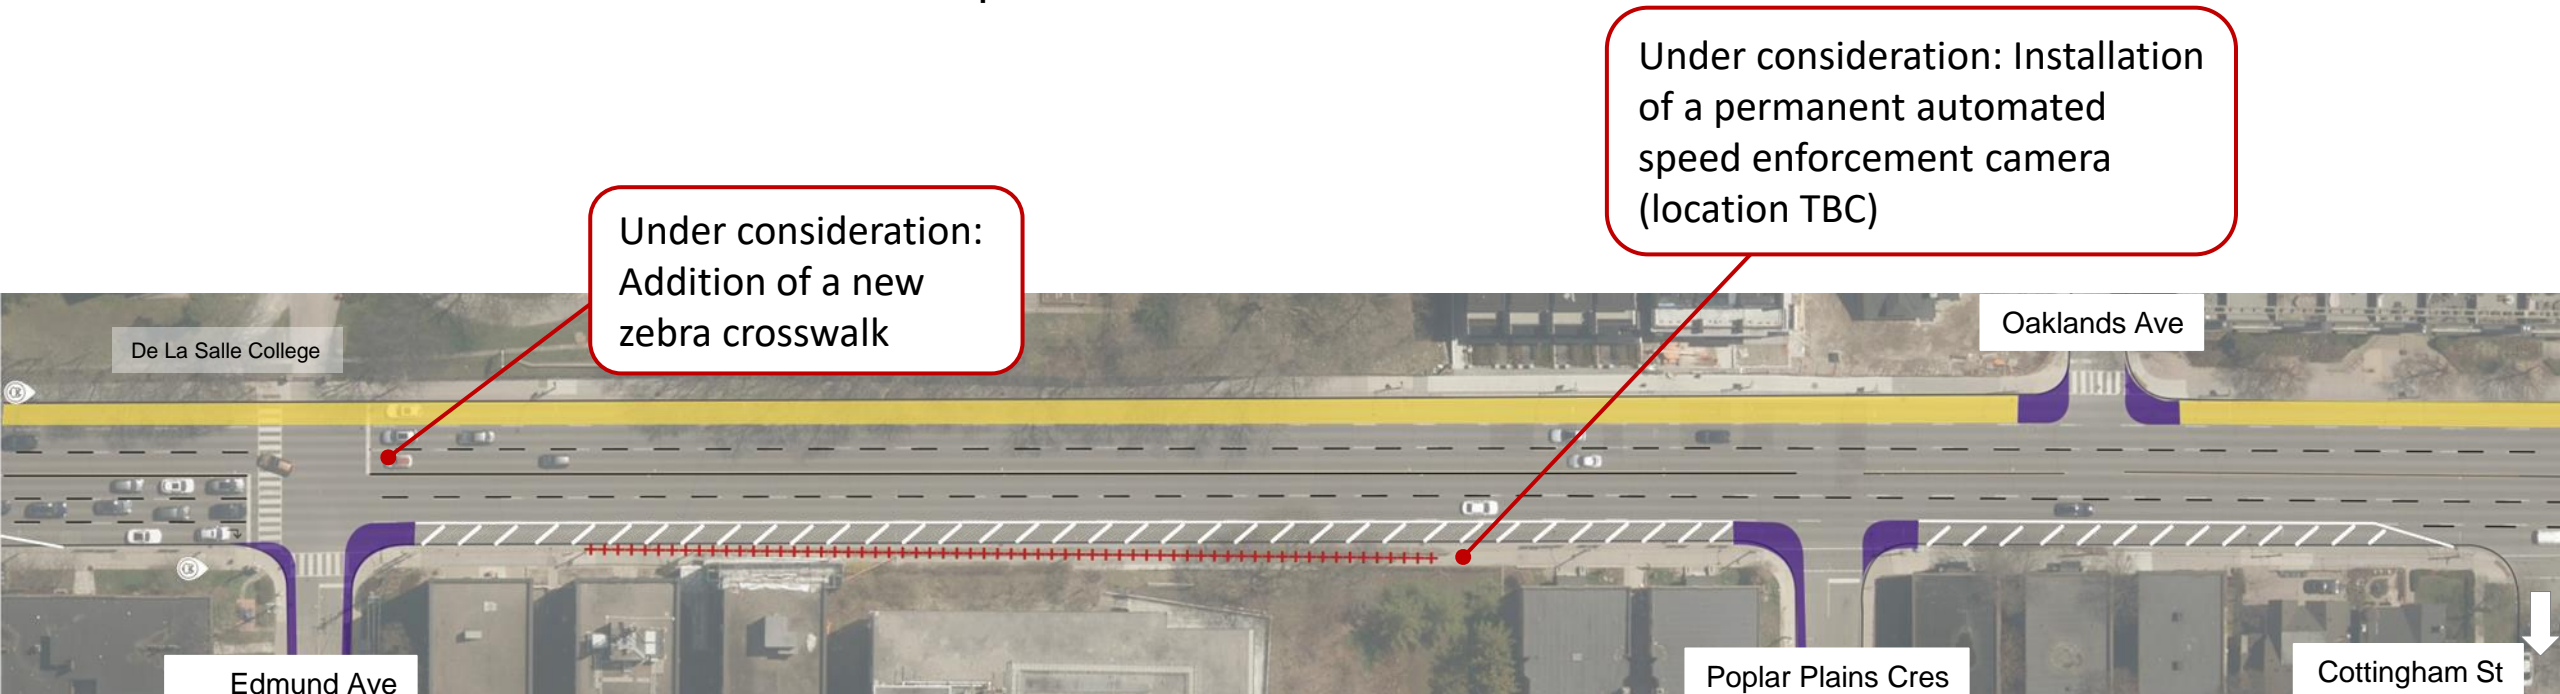 Under consideration: Installation
of a permanent automated
speed enforcement camera
(location TBC)
Under consideration:
Addition of a new
zebra crosswalk
Oaklands Ave
De La Salle College
Edmund Ave
Poplar Plains Cres
Cottingham St